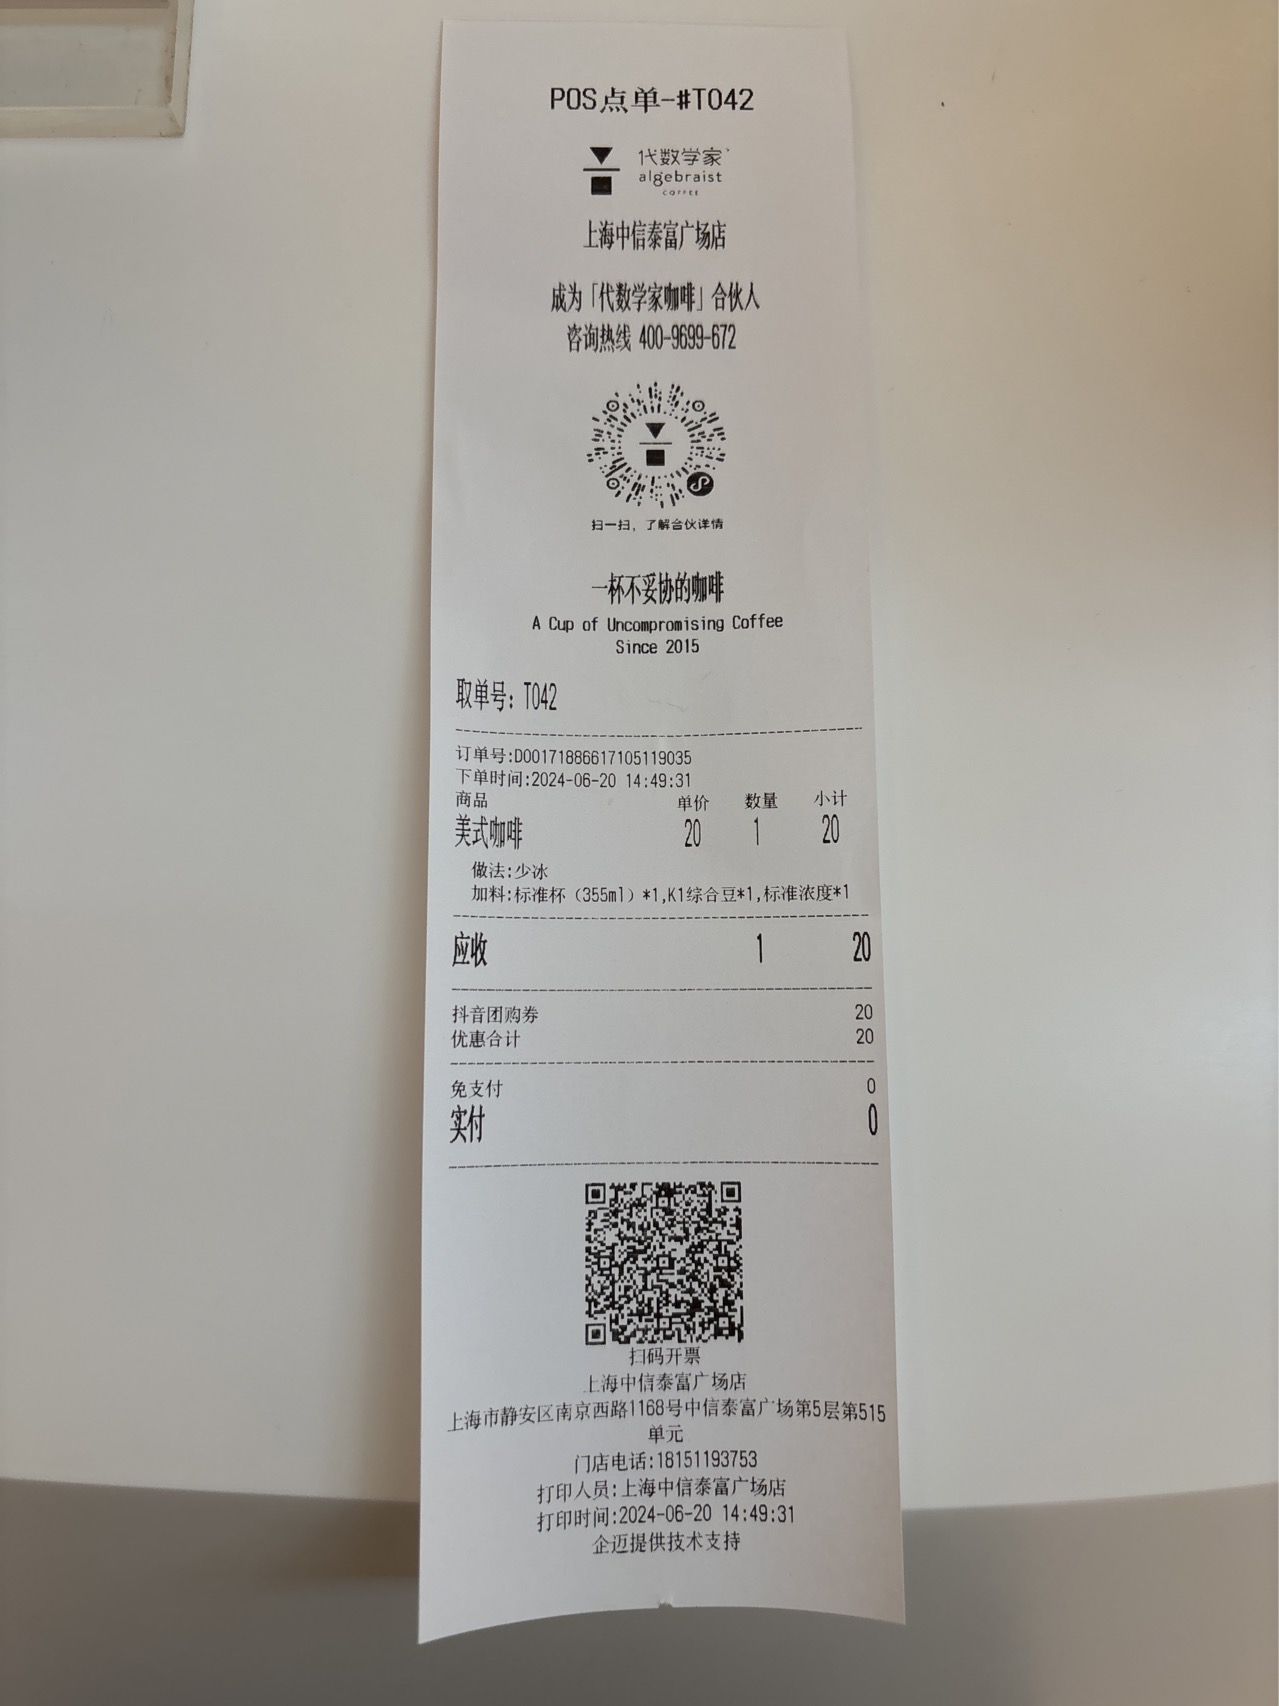 POS点单-#T042
代数学家
algebraist
COFFEE
上海中信泰富广场店
成为「代数学家咖啡」合伙人
咨询热线 400-9699-672
扫一扫，了解合伙详情
一杯不妥协的咖啡
A Cup of Uncompromising Coffee
Since 2015
取单号: T042
订单号:D00171886617105119035
下单时间:2024-06-20 14:49:31
商品 单价 数量 小计
美式咖啡 20 1 20
做法:少冰
加料:标准杯（355ml）*1,K1综合豆*1,标准浓度*1
应收 1 20
抖音团购券 20
优惠合计 20
免支付 0
实付 0
扫码开票
上海中信泰富广场店
上海市静安区南京西路1168号中信泰富广场第5层第515
单元
门店电话:18151193753
打印人员:上海中信泰富广场店
打印时间:2024-06-20 14:49:31
企迈提供技术支持